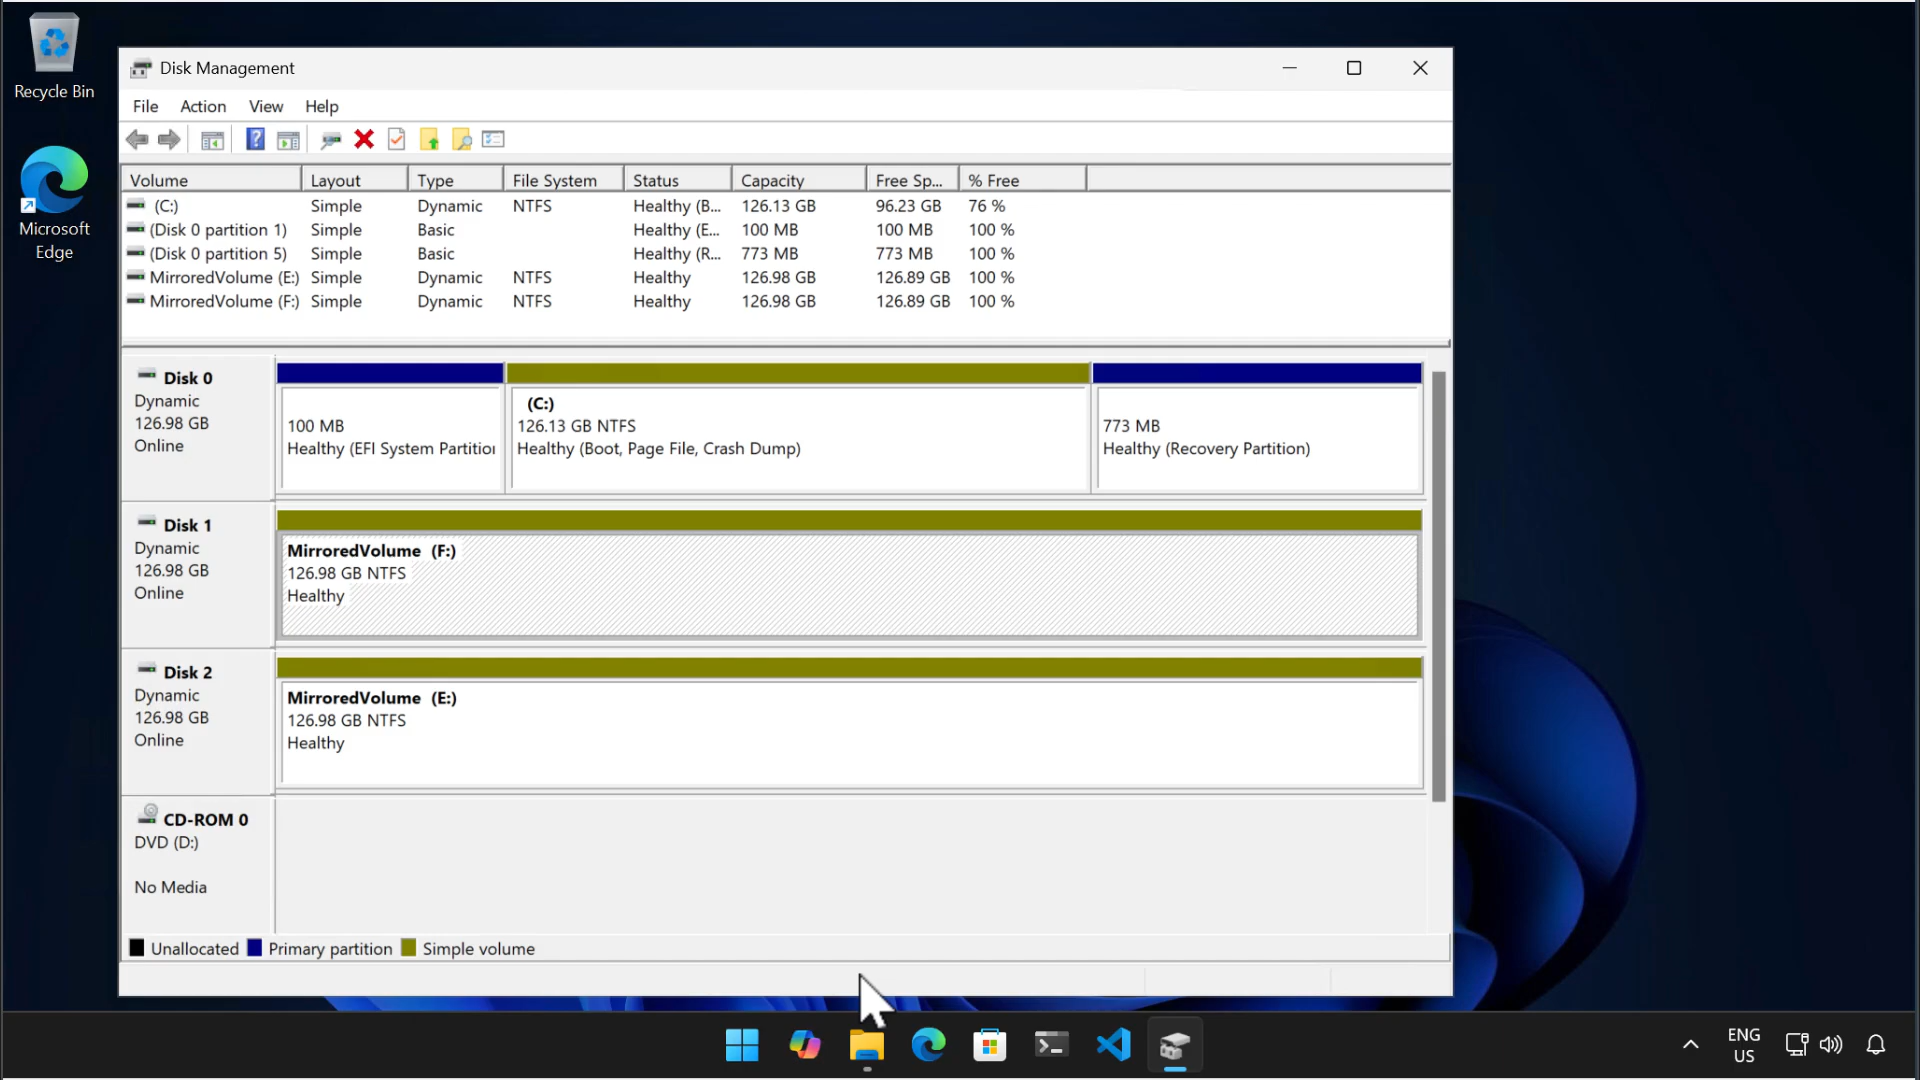 Recycle Bin
Microsoft
Edge
Disk Management
File Action View Help
Volume Layout Type File System Status Capacity Free Sp... % Free
(C:) Simple Dynamic NTFS Healthy (B... 126.13 GB 96.23 GB 76 %
(Disk 0 partition 1) Simple Basic Healthy (E... 100 MB 100 MB 100 %
(Disk 0 partition 5) Simple Basic Healthy (R... 773 MB 773 MB 100 %
MirroredVolume (E:) Simple Dynamic NTFS Healthy 126.98 GB 126.89 GB 100 %
MirroredVolume (F:) Simple Dynamic NTFS Healthy 126.98 GB 126.89 GB 100 %
Disk 0
Dynamic
126.98 GB
Online
100 MB
Healthy (EFI System Partition
(C:)
126.13 GB NTFS
Healthy (Boot, Page File, Crash Dump)
773 MB
Healthy (Recovery Partition)
Disk 1
Dynamic
126.98 GB
Online
MirroredVolume (F:)
126.98 GB NTFS
Healthy
Disk 2
Dynamic
126.98 GB
Online
MirroredVolume (E:)
126.98 GB NTFS
Healthy
CD-ROM 0
DVD (D:)
No Media
Unallocated Primary partition Simple volume
ENG
US